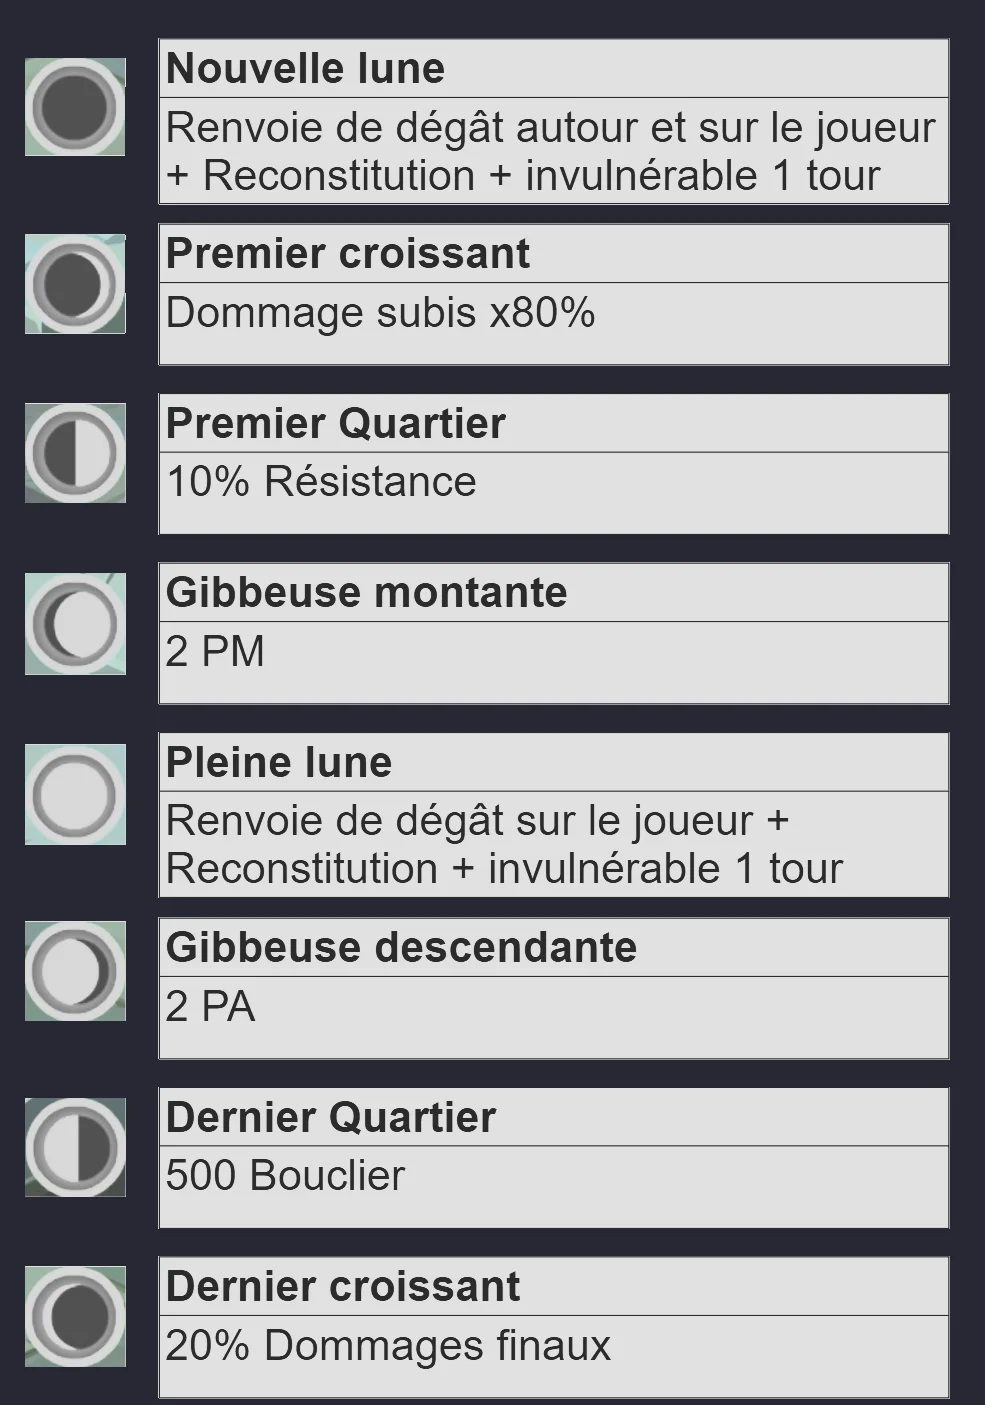 Nouvelle lune
Renvoie de dégât autour et sur le joueur
+ Reconstitution + invulnérable 1 tour
Premier croissant
Dommage subis x80%
Premier Quartier
10% Résistance
Gibbeuse montante
2 PM
Pleine lune
Renvoie de dégât sur le joueur +
Reconstitution + invulnérable 1 tour
Gibbeuse descendante
2 PA
Dernier Quartier
500 Bouclier
Dernier croissant
20% Dommages finaux